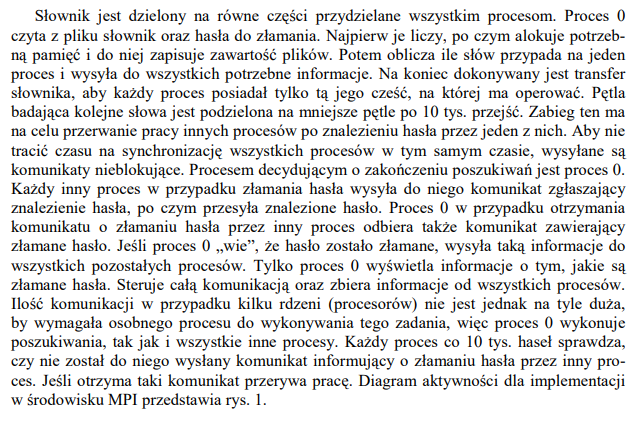 Słownik jest dzielony na równe części przydzielane wszystkim procesom. Proces 0
czyta z pliku słownik oraz hasła do złamania. Najpierw je liczy, po czym alokuje potrzeb-
ną pamięć i do niej zapisuje zawartość plików. Potem oblicza ile słów przypada na jeden
proces i wysyła do wszystkich potrzebne informacje. Na koniec dokonywany jest transfer
słownika, aby każdy proces posiadał tylko tą jego cześć, na której ma operować. Pętla
badająca kolejne słowa jest podzielona na mniejsze pętle po 10 tys. przejść. Zabieg ten ma
na celu przerwanie pracy innych procesów po znalezieniu hasła przez jeden z nich. Aby nie
tracić czasu na synchronizację wszystkich procesów w tym samym czasie, wysyłane są
komunikaty nieblokujące. Procesem decydującym o zakończeniu poszukiwań jest proces 0.
Każdy inny proces w przypadku złamania hasła wysyła do niego komunikat zgłaszający
znalezienie hasła, po czym przesyła znalezione hasło. Proces 0 w przypadku otrzymania
komunikatu o złamaniu hasła przez inny proces odbiera także komunikat zawierający
złamane hasło. Jeśli proces 0 „wie”, że hasło zostało złamane, wysyła taką informacje do
wszystkich pozostałych procesów. Tylko proces 0 wyświetla informacje o tym, jakie są
złamane hasła. Steruje całą komunikacją oraz zbiera informacje od wszystkich procesów.
Ilość komunikacji w przypadku kilku rdzeni (procesorów) nie jest jednak na tyle duża,
by wymagała osobnego procesu do wykonywania tego zadania, więc proces 0 wykonuje
poszukiwania, tak jak i wszystkie inne procesy. Każdy proces co 10 tys. haseł sprawdza,
czy nie został do niego wysłany komunikat informujący o złamaniu hasła przez inny pro-
ces. Jeśli otrzyma taki komunikat przerywa pracę. Diagram aktywności dla implementacji
w środowisku MPI przedstawia rys. 1.